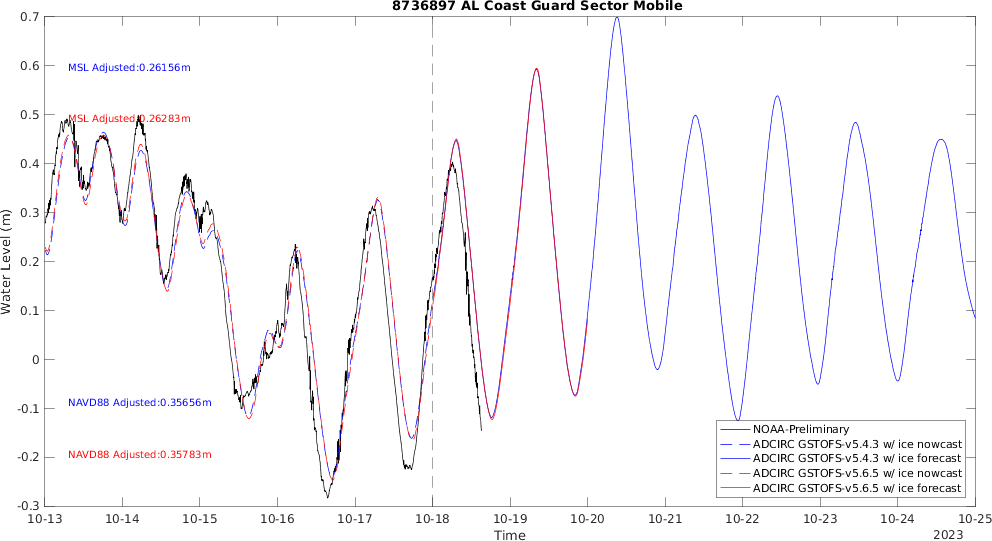 8736897 AL Coast Guard Sector Mobile
0.7
0.6
MSL Adjusted:0.26156m
0.5
MSL Adjusted:0.26283m
0.4
0.3
0.2
0.1
0
-0.1
-0.2
-0.3
Water Level (m)
NAVD88 Adjusted:0.35656m
NAVD88 Adjusted:0.35783m
NOAA-Preliminary
ADCIRC GSTOFS-v5.4.3 w/ ice nowcast
ADCIRC GSTOFS-v5.4.3 w/ ice forecast
ADCIRC GSTOFS-v5.6.5 w/ ice nowcast
ADCIRC GSTOFS-v5.6.5 w/ ice forecast
10-13 10-14 10-15 10-16 10-17 10-18 10-19 10-20 10-21 10-22 10-23 10-24 10-25
Time
2023